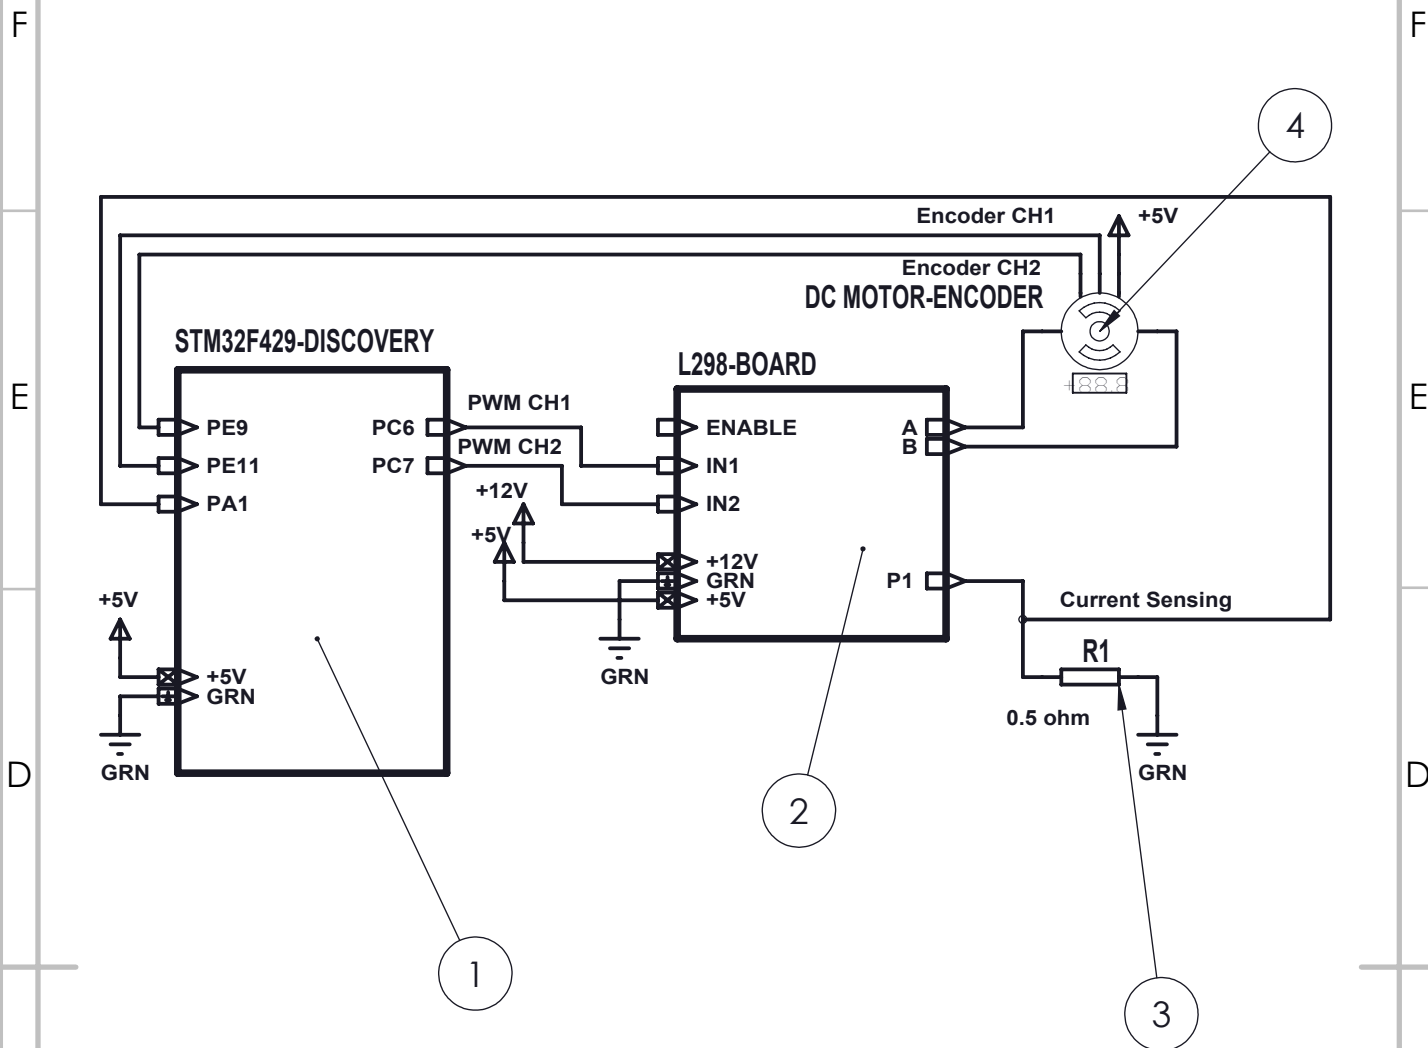 F
F
4
Encoder CH1
+5V
Encoder CH2
DC MOTOR-ENCODER
STM32F429-DISCOVERY
L298-BOARD
+888
E
E
PWM CH1
PE9
PC6
ENABLE
A
PWM CH2
B
PE11
PC7
IN1
+12V
PA1
IN2
+5V
+12V
GRN
P1
+5V
+5V
Current Sensing
R1
GRN
+5V
GRN
0.5 ohm
GRN
GRN
D
D
2
1
3